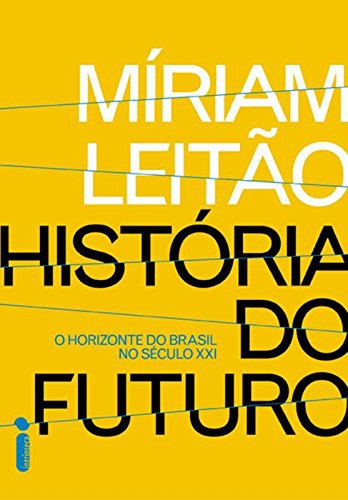 MÍRIAM
LEITÃO
HISTÓRIA
DO
O HORIZONTE DO BRASIL
NO SÉCULO XXI
FUTURO
intrínseca